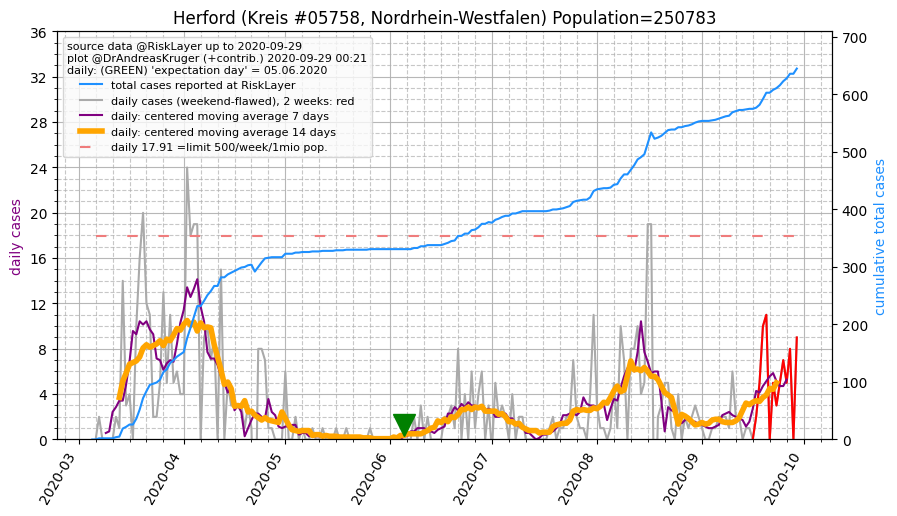 Herford (Kreis #05758, Nordrhein-Westfalen) Population=250783
source data @RiskLayer up to 2020-09-29
plot @DrAndreasKruger (+contrib.) 2020-09-29 00:21
daily: (GREEN) 'expectation day' = 05.06.2020
total cases reported at RiskLayer
daily cases (weekend-flawed), 2 weeks: red
daily: centered moving average 7 days
daily: centered moving average 14 days
daily 17.91 =limit 500/week/1mio pop.
daily cases
36
32
28
24
20
16
12
8
4
0
cumulative total cases
700
600
500
400
300
200
100
0
2020-03
2020-04
2020-05
2020-06
2020-07
2020-08
2020-09
2020-10